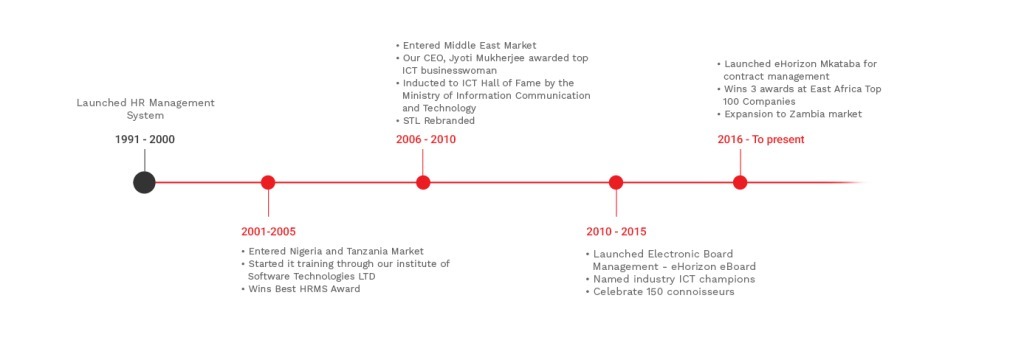 Launched HR Management
System
1991 - 2000
2001-2005
• Entered Nigeria and Tanzania Market
• Started it training through our institute of
Software Technologies LTD
• Wins Best HRMS Award
• Entered Middle East Market
• Our CEO, Jyoti Mukherjee awarded top
ICT businesswoman
• Inducted to ICT Hall of Fame by the
Ministry of Information Communication
and Technology
• STL Rebranded
2006 - 2010
2010 - 2015
• Launched Electronic Board
Management - eHorizon eBoard
• Named industry ICT champions
• Celebrate 150 connoisseurs
• Launched eHorizon Mkataba for
contract management
• Wins 3 awards at East Africa Top
100 Companies
• Expansion to Zambia market
2016 - To present